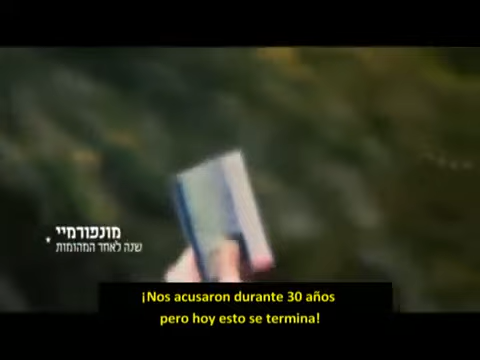 מונפורמיי
שנה לאחר המהומות
¡Nos acusaron durante 30 años
pero hoy esto se termina!